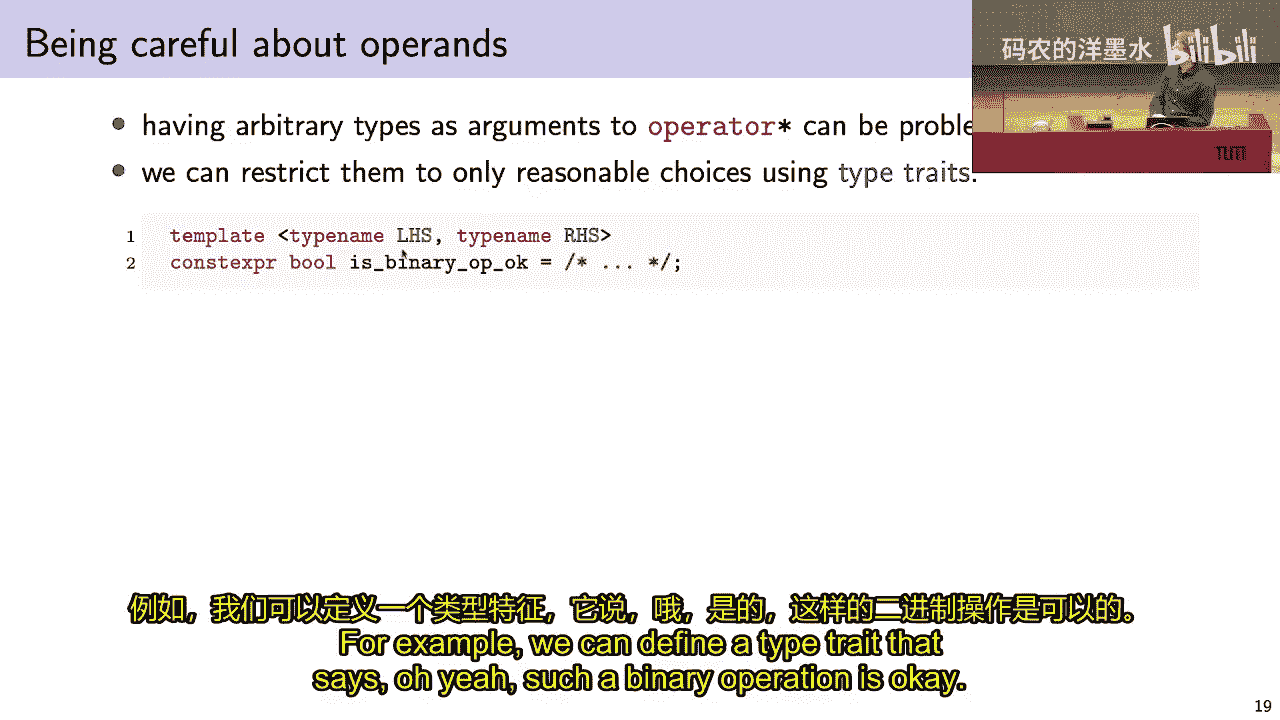 Being careful about operands
码农的洋墨水 bilibili
TUM
• having arbitrary types as arguments to operator* can be proble
• we can restrict them to only reasonable choices using type traits.
1 template <typename LHS, typename RHS>
2 constexpr bool is_binary_op_ok = /* ... */;
例如，我们可以定义一个类型特征，它说，哦，是的，这样的二进制操作是可以的。
For example, we can define a type trait that
says, oh yeah, such a binary operation is okay.
19